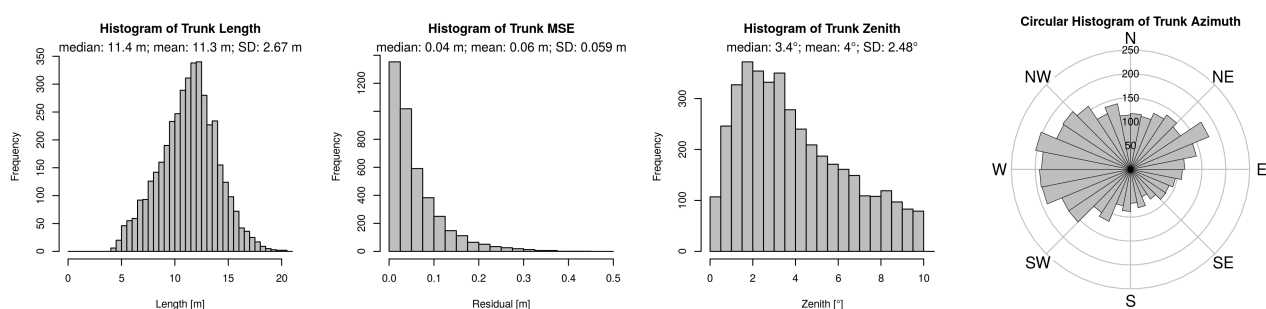 Histogram of Trunk Length
median: 11.4 m; mean: 11.3 m; SD: 2.67 m
Frequency
350
300
250
200
150
100
50
0
0 5 10 15 20
Length [m]
Histogram of Trunk MSE
median: 0.04 m; mean: 0.06 m; SD: 0.059 m
Frequency
1200
800
600
400
200
0
0.0 0.1 0.2 0.3 0.4 0.5
Residual [m]
Histogram of Trunk Zenith
median: 3.4°; mean: 4°; SD: 2.48°
Frequency
300
200
100
0
0 2 4 6 8 10
Zenith [°]
Circular Histogram of Trunk Azimuth
N
250
NW NE
200
150
100
50
W E
SW SE
S